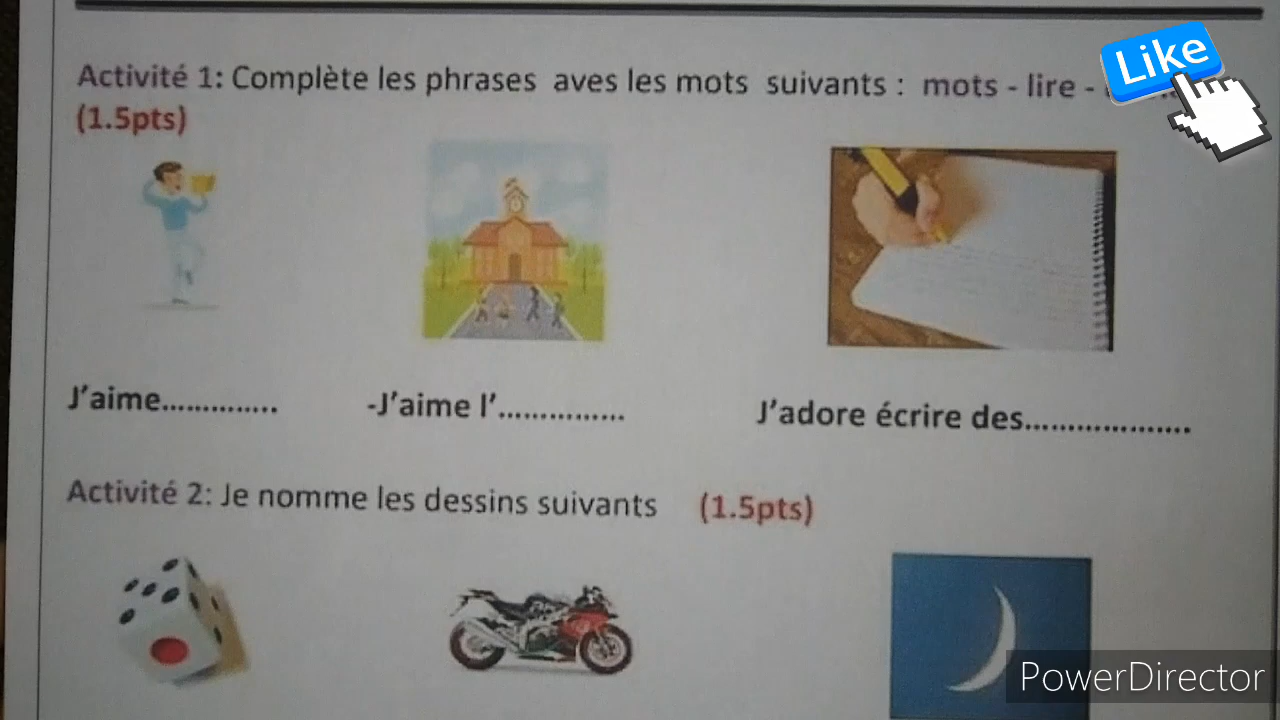 Like
Activité 1: Complète les phrases aves les mots suivants : mots - lire -
(1.5pts)
J'aime..............
-J'aime l'...............
J'adore écrire des....................
Activité 2: Je nomme les dessins suivants (1.5pts)
PowerDirector